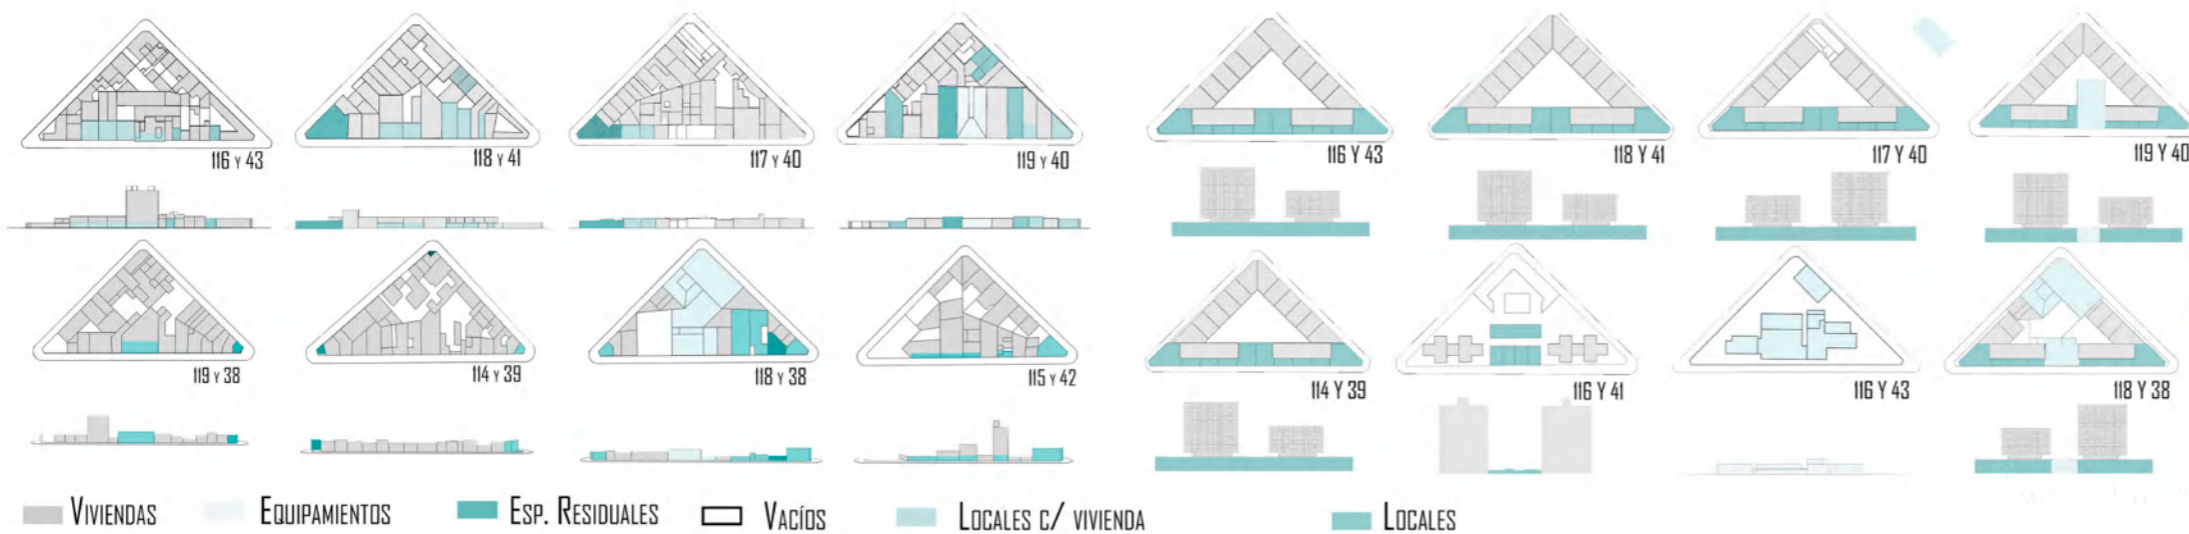 116 Y 43
118 Y 41
117 Y 40
119 Y 40
116 Y 43
118 Y 41
117 Y 40
119 Y 40
119 Y 38
114 Y 39
118 Y 38
115 Y 42
114 Y 39
116 Y 41
116 Y 43
118 Y 38
VIVIENDAS
EQUIPAMIENTOS
ESP. RESIDUALES
VACÍOS
LOCALES C/ VIVIENDA
LOCALES